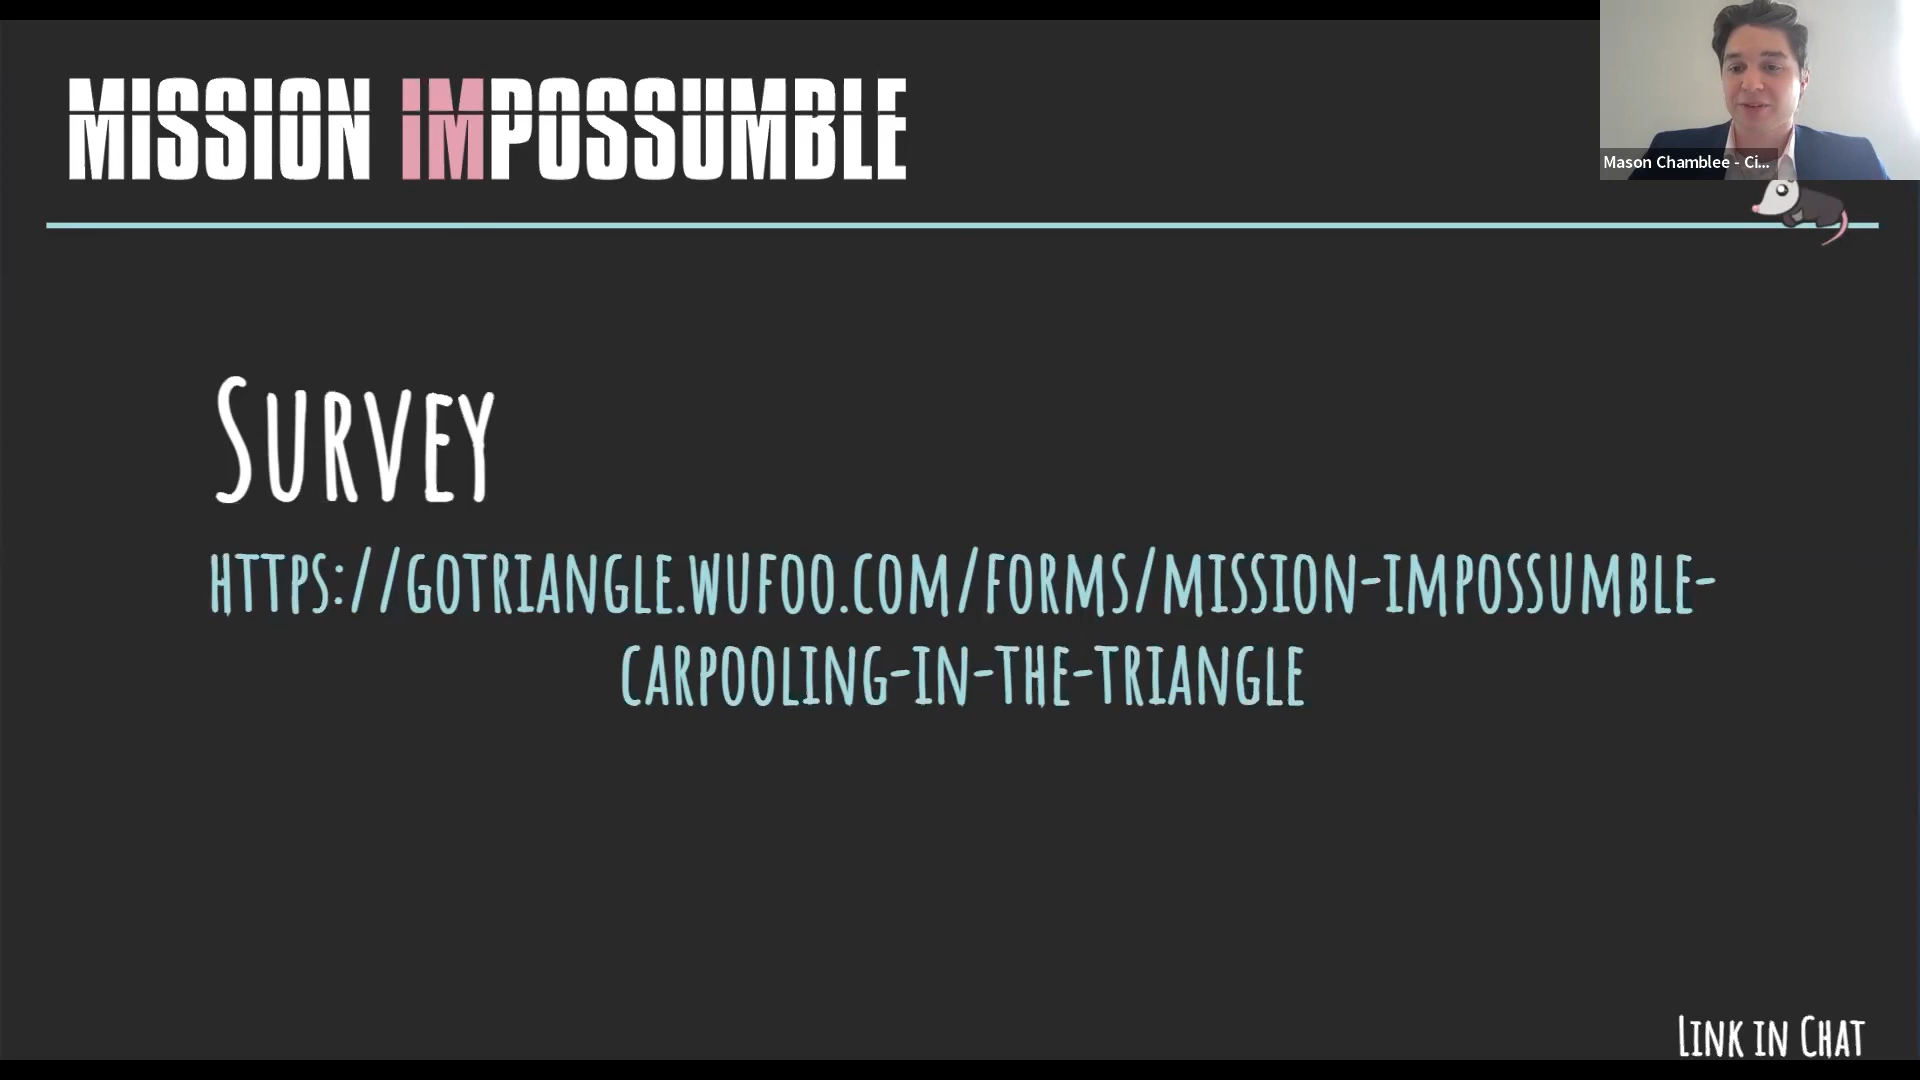 MISSION IMPOSSUMBLE
Mason Chamblee - Ci...
Survey
https://gotriangle.wufoo.com/forms/mission-impossumble-
carpooling-in-the-triangle
Link in Chat